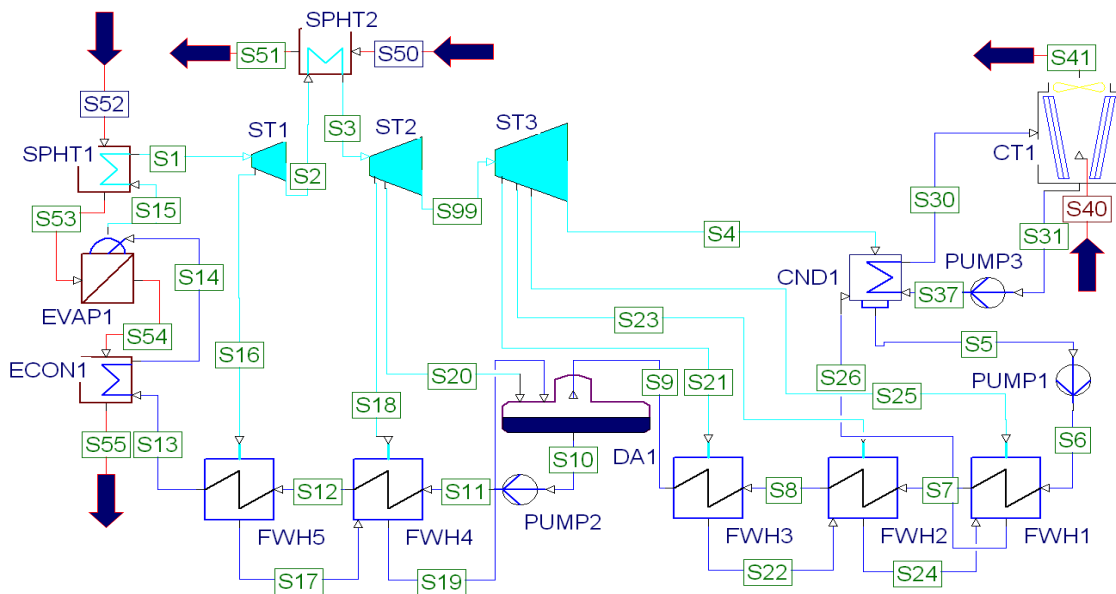 SPHT2
S51
S50
S41
S52
S3
ST1
ST2
ST3
CT1
SPHT1
S1
S2
S15
S53
S99
S30
S40
S31
S4
S14
CND1
PUMP3
S37
EVAP1
S54
S16
S23
S5
ECON1
S20
S9
S21
S26
S25
PUMP1
S18
S55
S13
S10
DA1
S6
S12
S11
S8
S7
PUMP2
FWH5
FWH4
FWH3
FWH2
FWH1
S17
S19
S22
S24